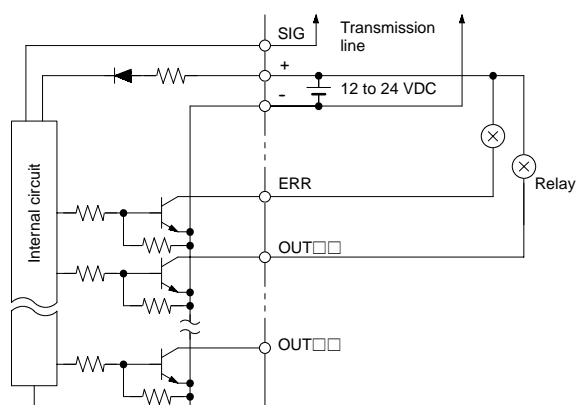 SIG
Transmission
line
+
12 to 24 VDC
-
ERR
Relay
Internal circuit
OUT□□
OUT□□